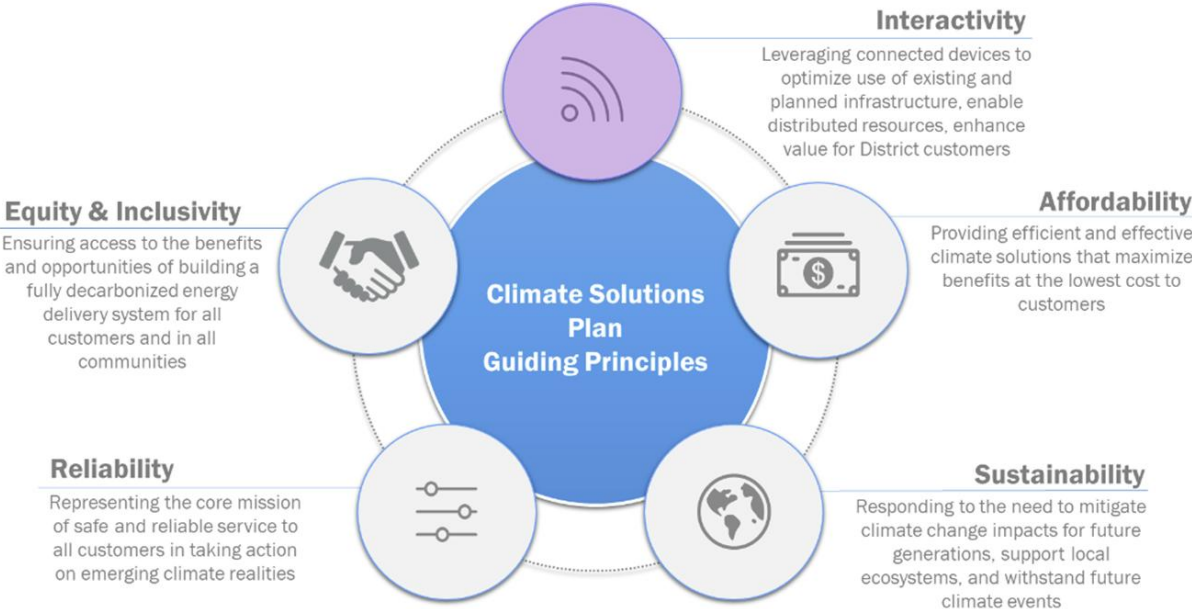 Interactivity
Leveraging connected devices to
optimize use of existing and
planned infrastructure, enable
distributed resources, enhance
value for District customers
Affordability
Providing efficient and effective
climate solutions that maximize
benefits at the lowest cost to
customers
Equity & Inclusivity
Ensuring access to the benefits
and opportunities of building a
fully decarbonized energy
delivery system for all
customers and in all
communities
$
Climate Solutions
Plan
Guiding Principles
Reliability
Representing the core mission
of safe and reliable service to
all customers in taking action
on emerging climate realities
Sustainability
Responding to the need to mitigate
climate change impacts for future
generations, support local
ecosystems, and withstand future
climate events